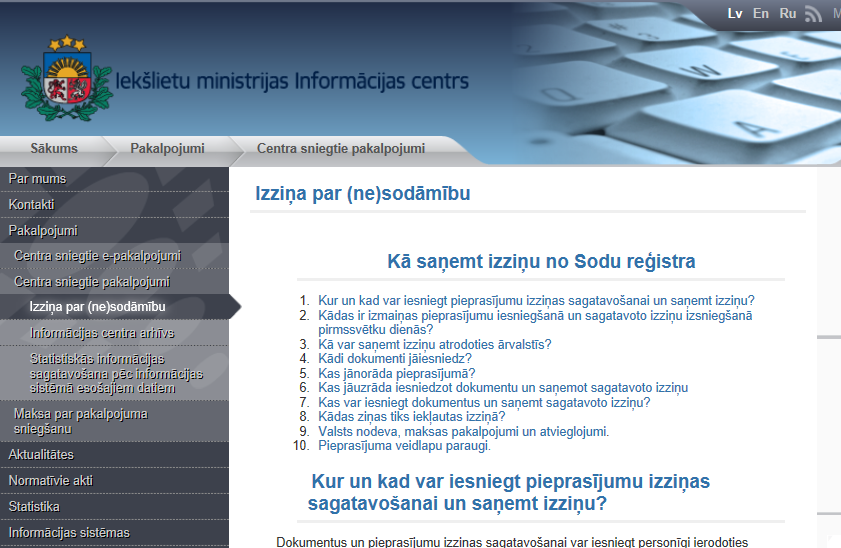 Lv En Ru M
Iekšlietu ministrijas Informācijas centrs
Q W A
Sākums Pakalpojumi Centra sniegtie pakalpojumi
Par mums
Kontakti
Pakalpojumi
Centra sniegtie e-pakalpojumi
Centra sniegtie pakalpojumi
Izziņa par (ne)sodāmību
Informācijas centra arhīvs
Statistiskās informācijas
sagatavošana pēc informācijas
sistēmā esošajiem datiem
Maksa par pakalpojuma
sniegšanu
Aktualitātes
Normatīvie akti
Statistika
Informācijas sistēmas
Izziņa par (ne)sodāmību
Kā saņemt izziņu no Sodu reģistra
1. Kur un kad var iesniegt pieprasījumu izziņas sagatavošanai un saņemt izziņu?
2. Kādas ir izmaiņas pieprasījumu iesniegšanā un sagatavoto izziņu izsniegšanā
pirmssvētku dienās?
3. Kā var saņemt izziņu atrodoties ārvalstīs?
4. Kādi dokumenti jāiesniedz?
5. Kas jānorāda pieprasījumā?
6. Kas jāuzrāda iesniedzot dokumentu un saņemot sagatavoto izziņu
7. Kas var iesniegt dokumentus un saņemt sagatavoto izziņu?
8. Kādas ziņas tiks iekļautas izziņā?
9. Valsts nodeva, maksas pakalpojumi un atvieglojumi.
10. Pieprasījuma veidlapu paraugi.
Kur un kad var iesniegt pieprasījumu izziņas
sagatavošanai un saņemt izziņu?
Dokumentus un pieprasījumu izziņas sagatavošanai var iesniegt personīgi ierodoties